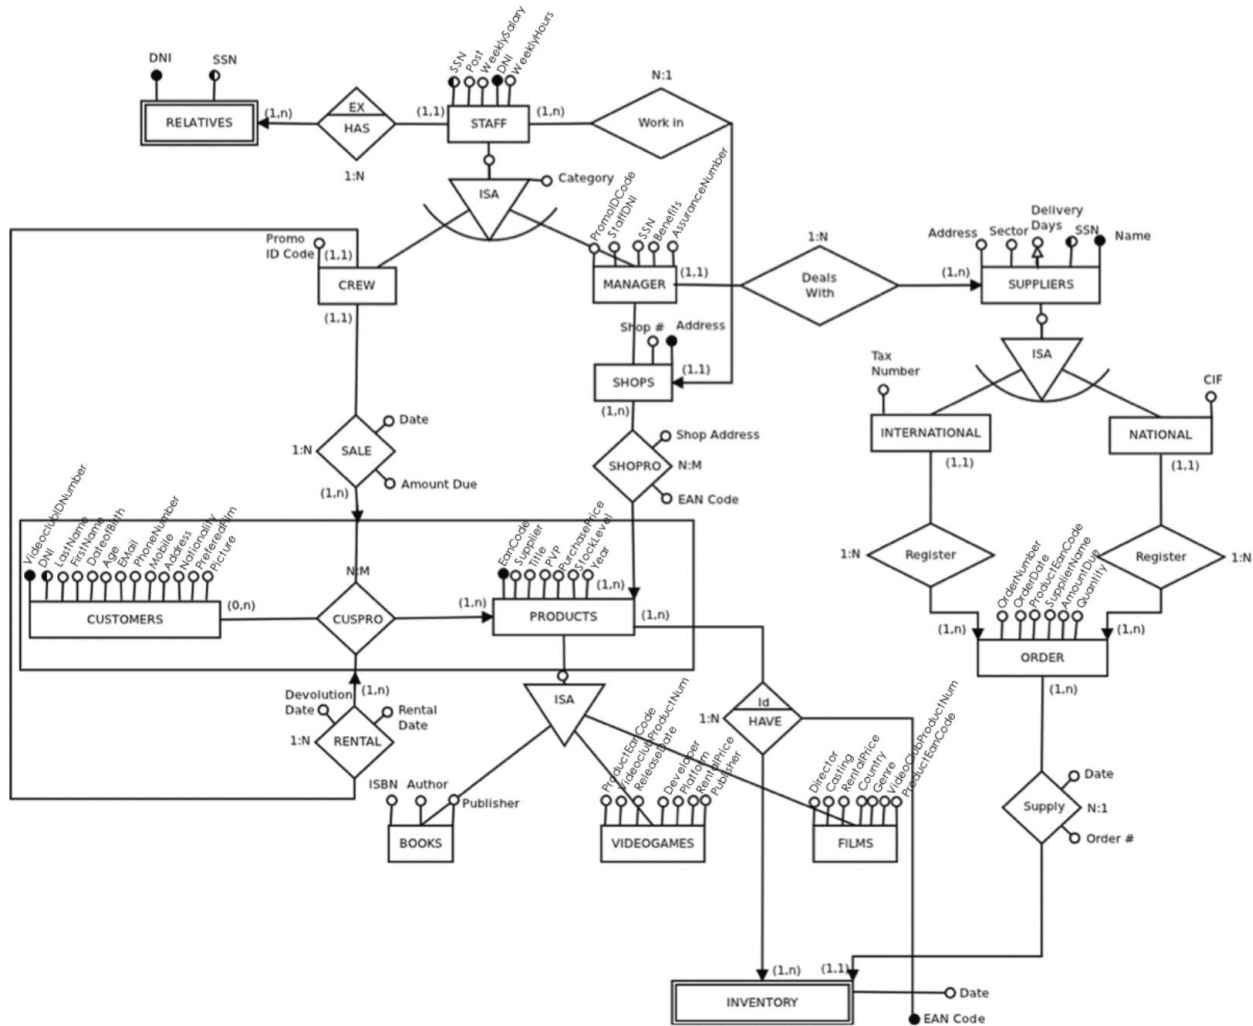 DNI
SSN
RELATIVES
(1,n)
EX
HAS
1:N
(1,1)
SSN
Post
WeeklySalary
DNI
WeeklyHours
STAFF
(1,n)
N:1
Work in
ISA
Category
Promo
ID Code
(1,1)
CREW
(1,1)
PromoIDCode
StaffDNI
SSN
Benefits
AssuranceNumber
MANAGER
(1,1)
1:N
Deals
With
(1,n)
Address
Sector
Delivery
Days
SSN
Name
SUPPLIERS
ISA
Shop #
Address
SHOPS
(1,1)
(1,n)
Tax
Number
INTERNATIONAL
(1,1)
CIF
NATIONAL
(1,1)
Date
1:N
SALE
Amount Due
(1,n)
Shop Address
SHOPRO
N:M
EAN Code
1:N
Register
Register
1:N
VideoclubIDNumber
DNI
LastName
FirstName
DateofBirth
Age
EMail
PhoneNumber
Mobile
Address
Nationality
PreferedFilm
Picture
CUSTOMERS
(0,n)
N:M
CUSPRO
(1,n)
EanCode
Supplier
Title
PVP
PurchasePrice
StockLevel
Year
(1,n)
PRODUCTS
(1,n)
OrderNumber
OrderDate
ProductEanCode
SupplierName
AmountDue
Quantity
(1,n)
(1,n)
ORDER
(1,n)
Devolution
Date
(1,n)
Rental
Date
1:N
RENTAL
ISA
1:N
Id
HAVE
ISBN
Author
Publisher
BOOKS
ProductEanCode
VideoclubProductNum
ReleaseDate
Developer
Platform
RentalPrice
Publisher
VIDEOGAMES
Director
Casting
RentalPrice
Country
Genre
VideoClubProductNum
ProductEanCode
FILMS
Date
Supply
N:1
Order #
(1,n)
(1,1)
INVENTORY
Date
EAN Code